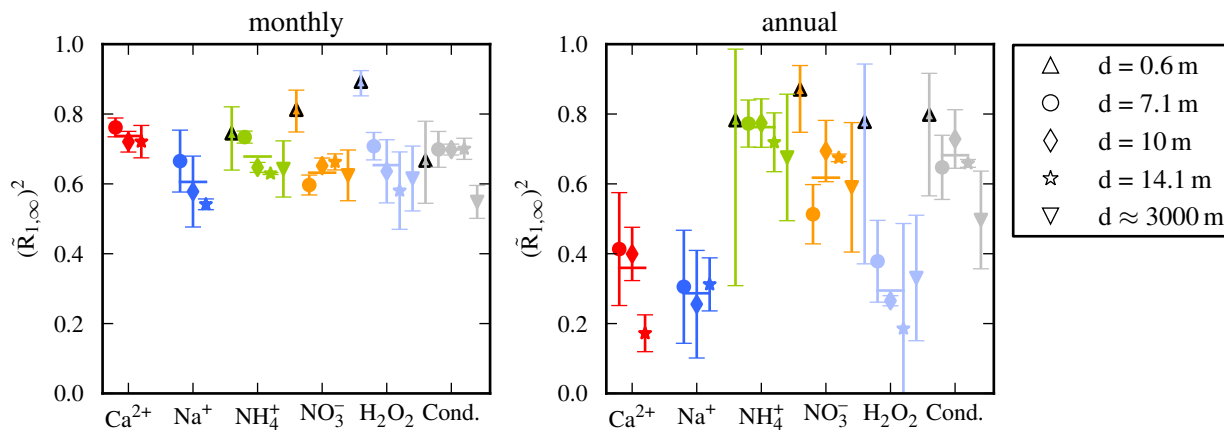 monthly
annual
1.0
0.8
0.6
0.4
0.2
0.0
(R̃₁,∞)²
Ca²⁺ Na⁺ NH₄⁺ NO₃⁻ H₂O₂ Cond.
1.0
0.8
0.6
0.4
0.2
0.0
(R̃₁,∞)²
Ca²⁺ Na⁺ NH₄⁺ NO₃⁻ H₂O₂ Cond.
d = 0.6 m
d = 7.1 m
d = 10 m
d = 14.1 m
d ≈ 3000 m